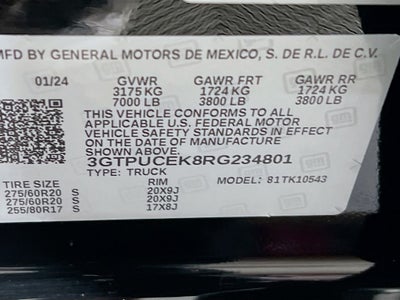 MFD BY GENERAL MOTORS DE MEXICO, S. DE R.L. DE C.V.
01/24 GVWR GAWR FRT GAWR RR
3175 KG 1724 KG 1724 KG
7000 LB 3800 LB 3800 LB
THIS VEHICLE CONFORMS TO ALL
APPLICABLE U.S. FEDERAL MOTOR
VEHICLE SAFETY STANDARDS IN EFFECT
ON THE DATE OF MANUFACTURE
SHOWN ABOVE.
3GTPUCEK8RG234801
TYPE: TRUCK MODEL: 81TK10543
TIRE SIZE RIM
275/60R20 S 20X9J
275/60R20 S 20X9J
255/80R17 S 17X8J